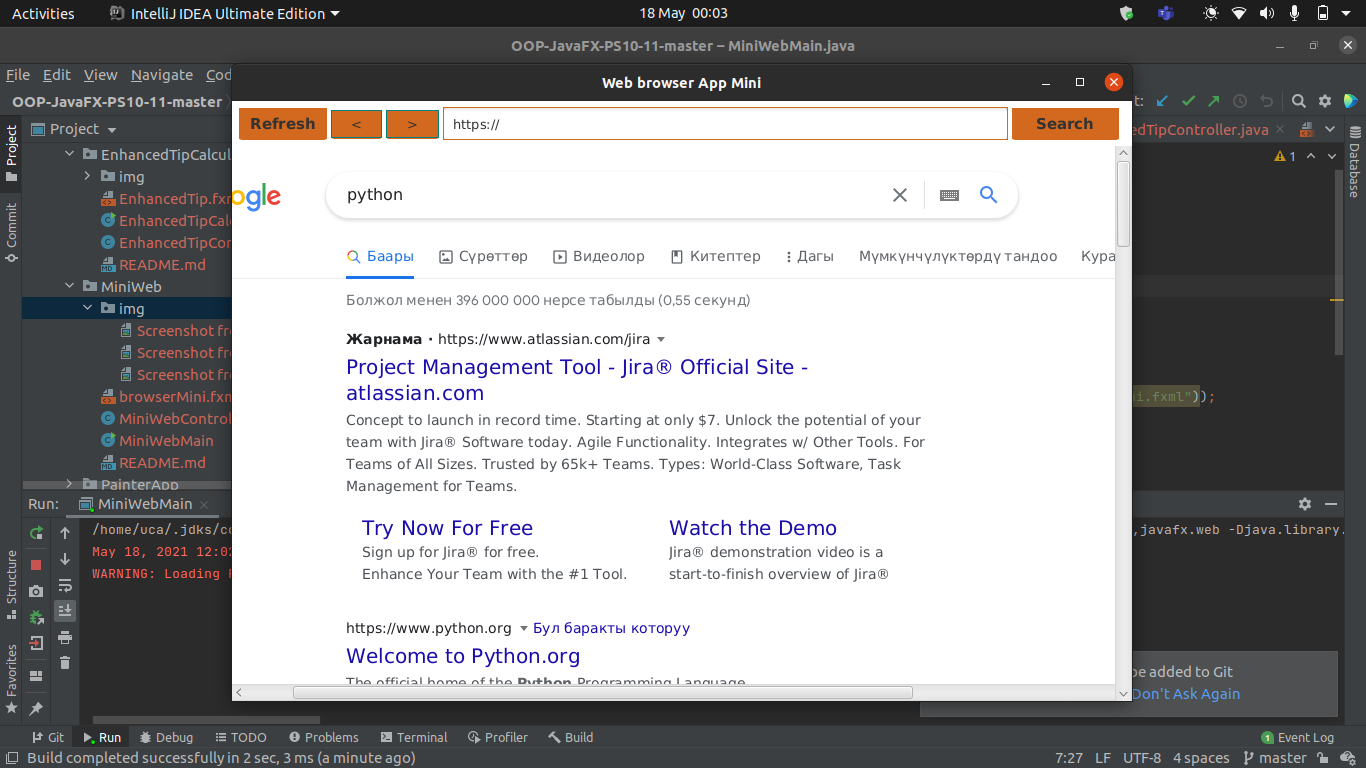 Activities IntelliJ IDEA Ultimate Edition 18 May 00:03
OOP-JavaFX-PS10-11-master – MiniWebMain.java
File Edit View Navigate
Web browser App Mini
OOP-JavaFX-PS10-11-master
Refresh < > https:// Search
Project
EnhancedTipCalcul
img
EnhancedTip.fxm
EnhancedTipCal
EnhancedTipCon
README.md
MiniWeb
img
Screenshot fro
Screenshot fro
Screenshot fro
browserMini.fxm
MiniWebControl
MiniWebMain
README.md
PainterApp
Project
Commit
Structure
Favorites
edTipController.java
1
Database
ni.fxml"));
ogle python
Баары Сүрөттөр Видеолор Китептер Дагы Мүмкүнчүлүктөрдү тандоо Кура
Болжол менен 396 000 000 нерсе табылды (0,55 секунд)
Жарнама · https://www.atlassian.com/jira
Project Management Tool - Jira® Official Site -
atlassian.com
Concept to launch in record time. Starting at only $7. Unlock the potential of your
team with Jira® Software today. Agile Functionality. Integrates w/ Other Tools. For
Teams of All Sizes. Trusted by 65k+ Teams. Types: World-Class Software, Task
Management for Teams.
Try Now For Free Watch the Demo
Sign up for Jira® for free. Jira® demonstration video is a
Enhance Your Team with the #1 Tool. start-to-finish overview of Jira®
https://www.python.org Бул баракты которуу
Welcome to Python.org
The official home of the Python Programming Language.
Run: MiniWebMain
/home/uca/.jdks/co
,javafx.web -Djava.library.
May 18, 2021 12:02
WARNING: Loading F
be added to Git
Don't Ask Again
Git Run Debug TODO Problems Terminal Profiler Build 1 Event Log
Build completed successfully in 2 sec, 3 ms (a minute ago) 7:27 LF UTF-8 4 spaces master